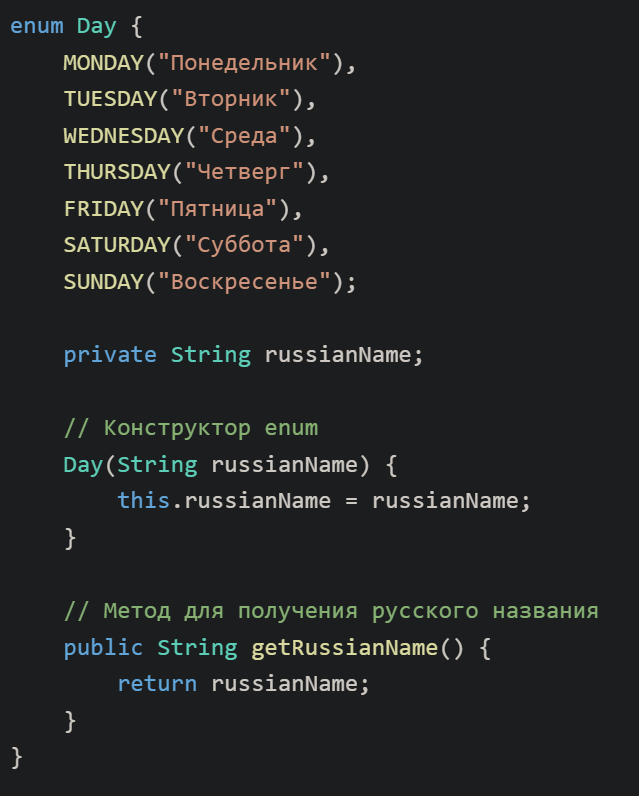 enum Day {
    MONDAY("Понедельник"),
    TUESDAY("Вторник"),
    WEDNESDAY("Среда"),
    THURSDAY("Четверг"),
    FRIDAY("Пятница"),
    SATURDAY("Суббота"),
    SUNDAY("Воскресенье");

    private String russianName;

    // Конструктор enum
    Day(String russianName) {
        this.russianName = russianName;
    }

    // Метод для получения русского названия
    public String getRussianName() {
        return russianName;
    }
}